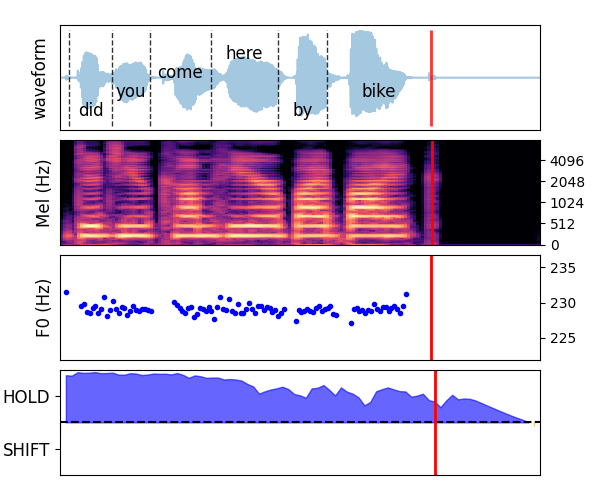 waveform
did
you
come
here
by
bike
Mel (Hz)
4096
2048
1024
512
0
F0 (Hz)
235
230
225
HOLD
SHIFT